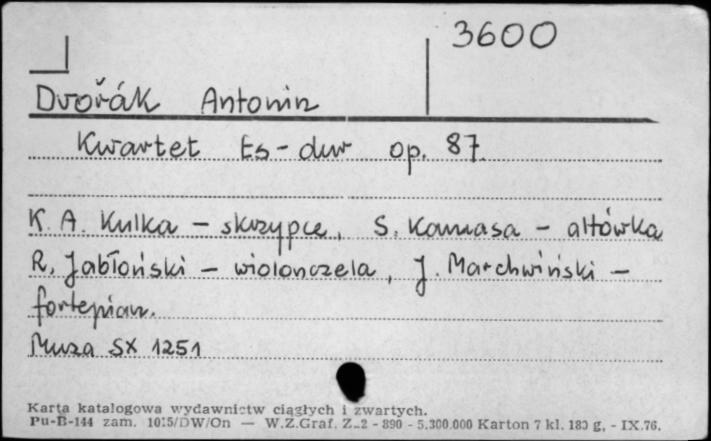 3600
Dvořák Antonin
Kwartet Es-dur op. 87
K. A. Kulka - skrzypce, S. Kamasa - altówka
R. Jabłoński - wiolonczela, J. Marchwiński -
fortepian.
Muza SX 1251
Karta katalogowa wydawnictw ciągłych i zwartych.
Pu-B-144 zam. 1015/DW/On — W.Z.Graf. Z.2 - 890 - 5.300.000 Karton 7 kl. 180 g, - IX.76.